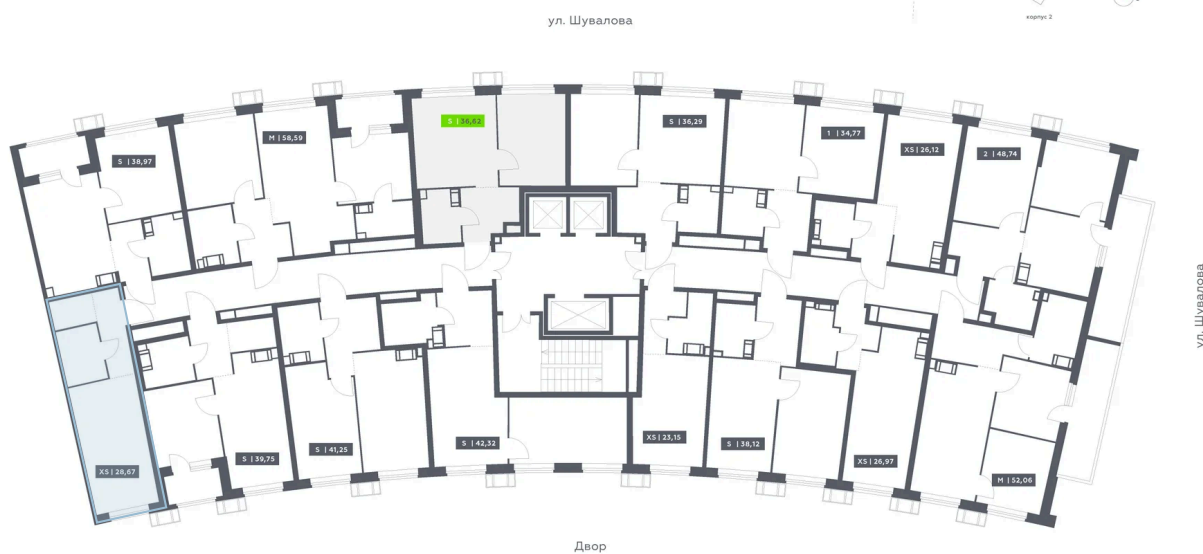 корпус 2
ул. Шувалова
S | 38,97
M | 58,59
S | 36,62
S | 36,29
1 | 34,77
XS | 26,12
2 | 48,74
ул. Шувалова
XS | 28,67
S | 39,75
S | 41,25
S | 42,32
XS | 23,15
S | 38,12
XS | 26,97
M | 52,06
Двор